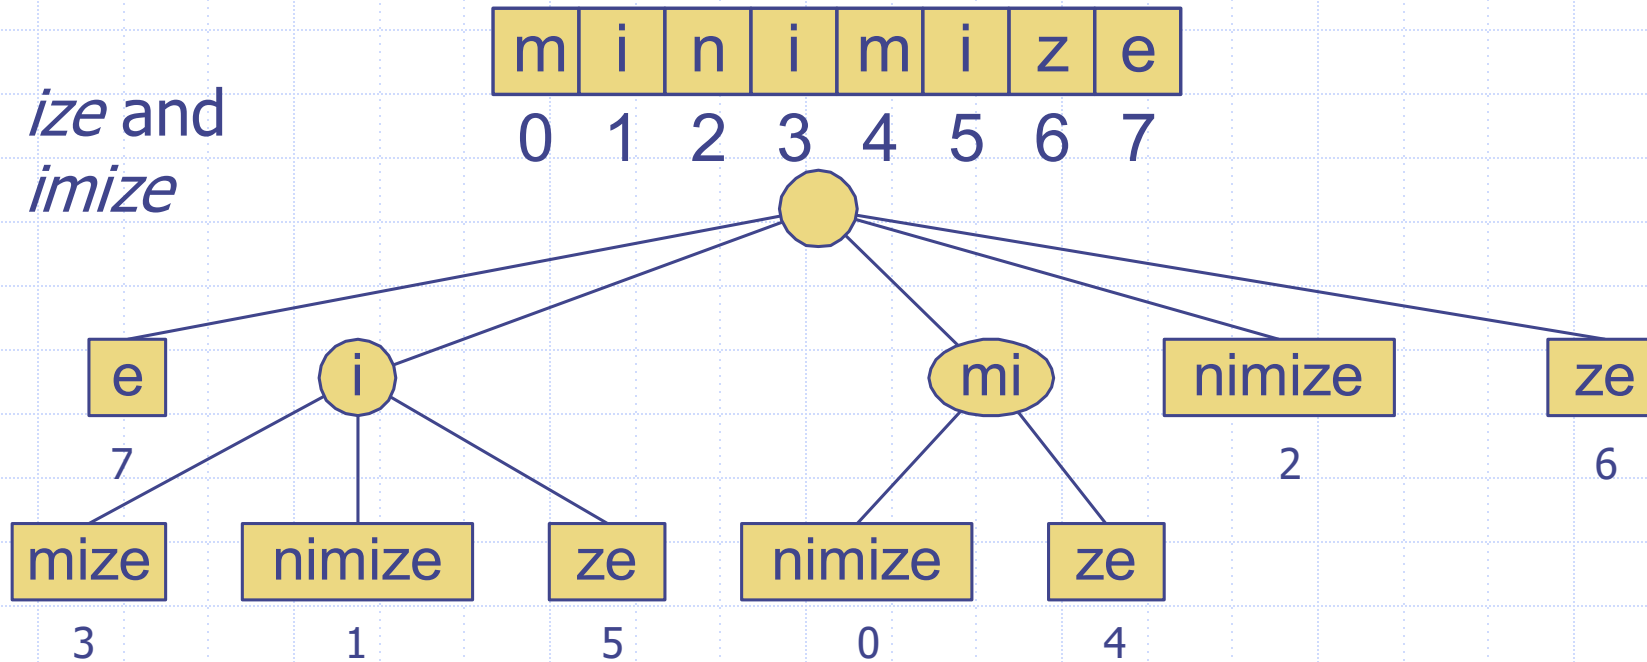 m i n i m i z e
ize and
0 1 2 3 4 5 6 7
imize
e i mi nimize ze
7 2 6
mize nimize ze nimize ze
3 1 5 0 4